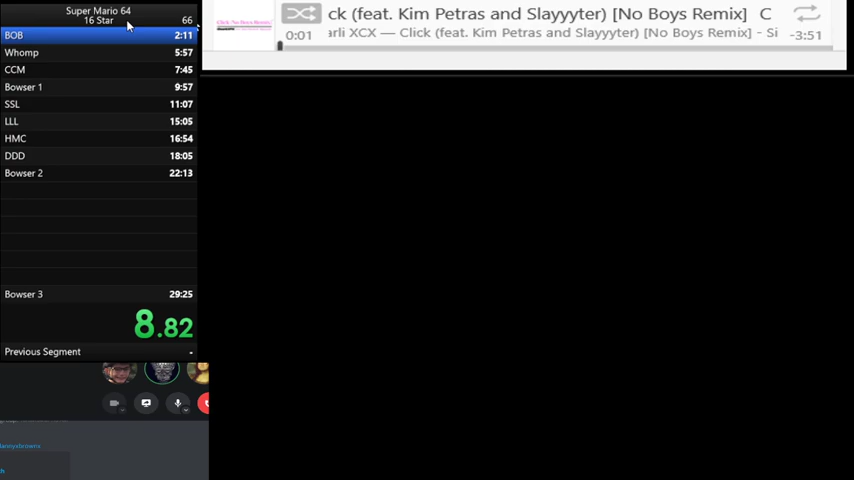 Super Mario 64
16 Star 66
BOB 2:11
Whomp 5:57
CCM 7:45
Bowser 1 9:57
SSL 11:07
LLL 15:05
HMC 16:54
DDD 18:05
Bowser 2 22:13
Bowser 3 29:25
8.82
Previous Segment -
ck (feat. Kim Petras and Slayyyter) [No Boys Remix] C
0:01 arli XCX — Click (feat. Kim Petras and Slayyyter) [No Boys Remix] - Si -3:51